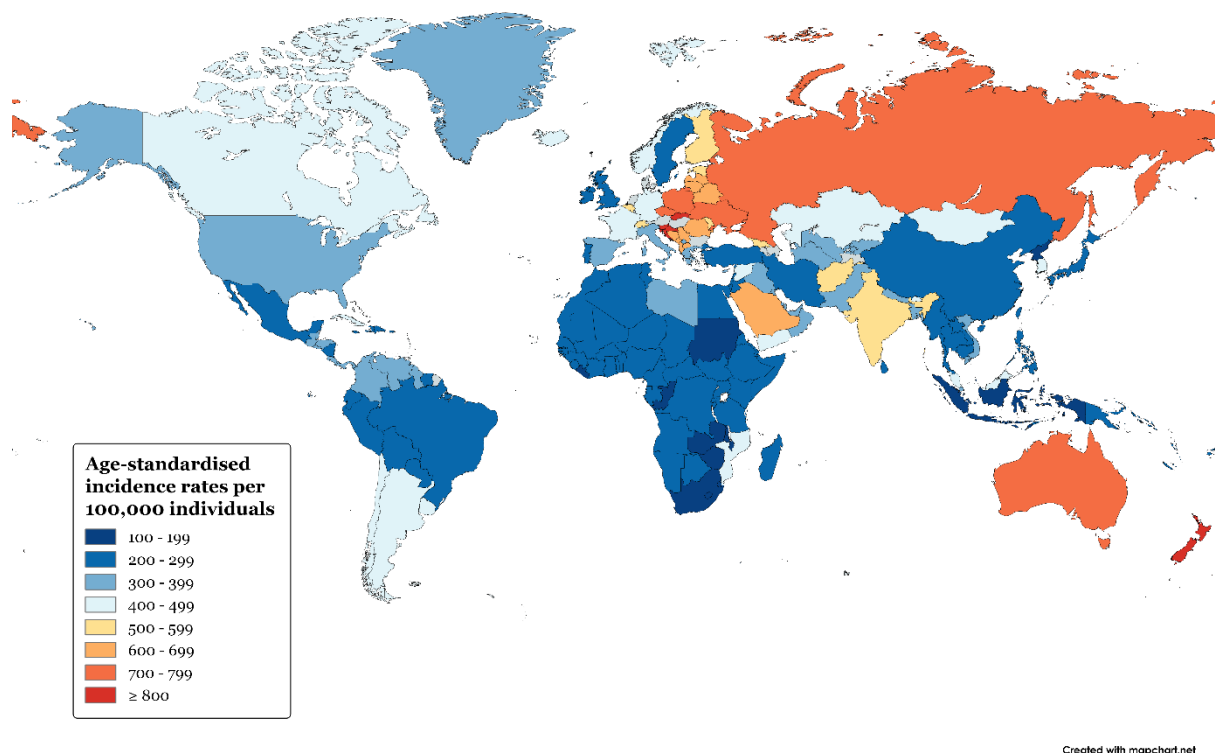 Age-standardised
incidence rates per
100,000 individuals
100 - 199
200 - 299
300 - 399
400 - 499
500 - 599
600 - 699
700 - 799
≥ 800
Created with mapchart.net